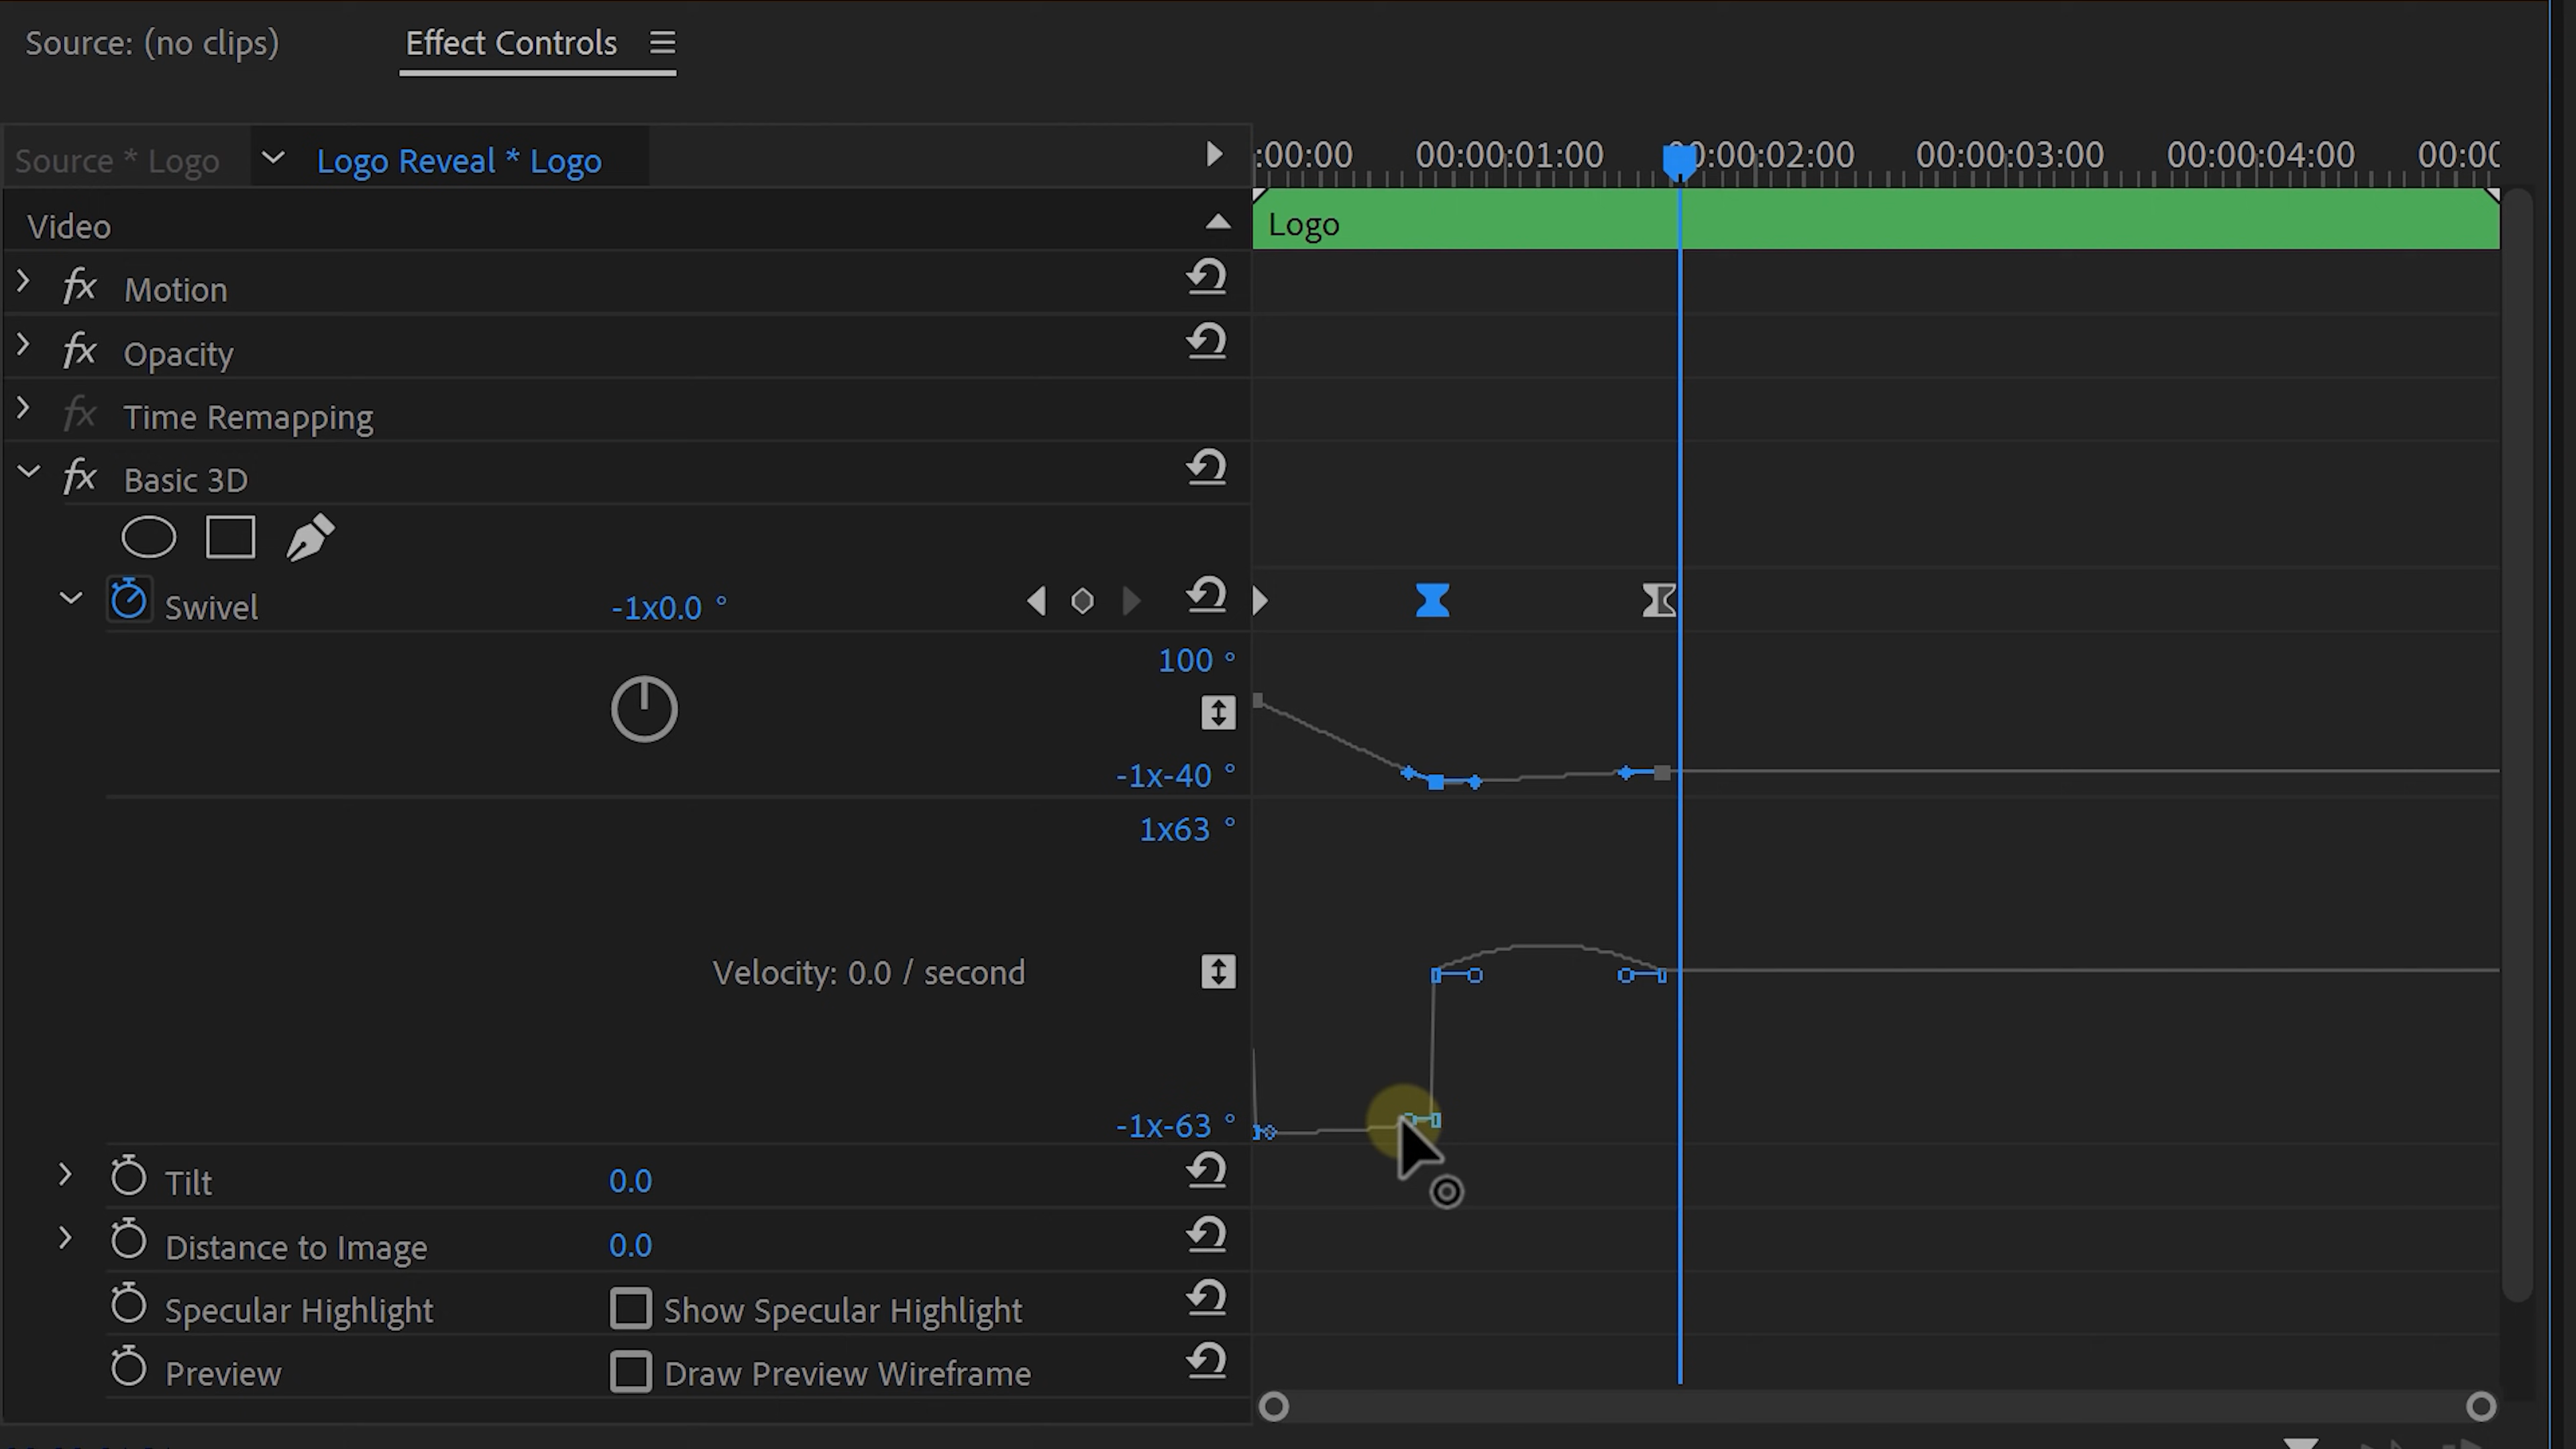 Source: (no clips)
Effect Controls
Source * Logo
Logo Reveal * Logo
:00:00
00:00:01:00
00:00:02:00
00:00:03:00
00:00:04:00
00:00
Video
Logo
fx Motion
fx Opacity
fx Time Remapping
fx Basic 3D
Swivel
-1x0.0 °
100 °
-1x-40 °
1x63 °
Velocity: 0.0 / second
-1x-63 °
Tilt
0.0
Distance to Image
0.0
Specular Highlight
Show Specular Highlight
Preview
Draw Preview Wireframe